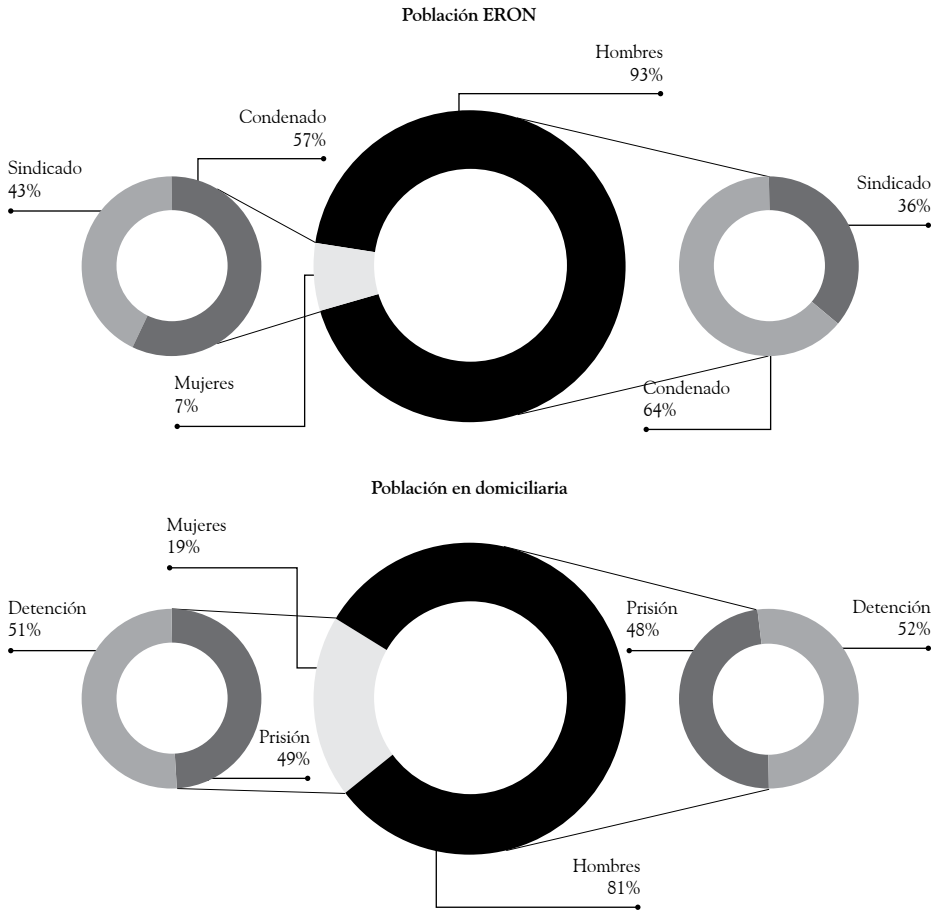 Población ERON
Hombres
93%
Condenado
57%
Sindicado
43%
Sindicado
36%
Mujeres
7%
Condenado
64%
Población en domiciliaria
Mujeres
19%
Detención
51%
Prisión
48%
Detención
52%
Prisión
49%
Hombres
81%